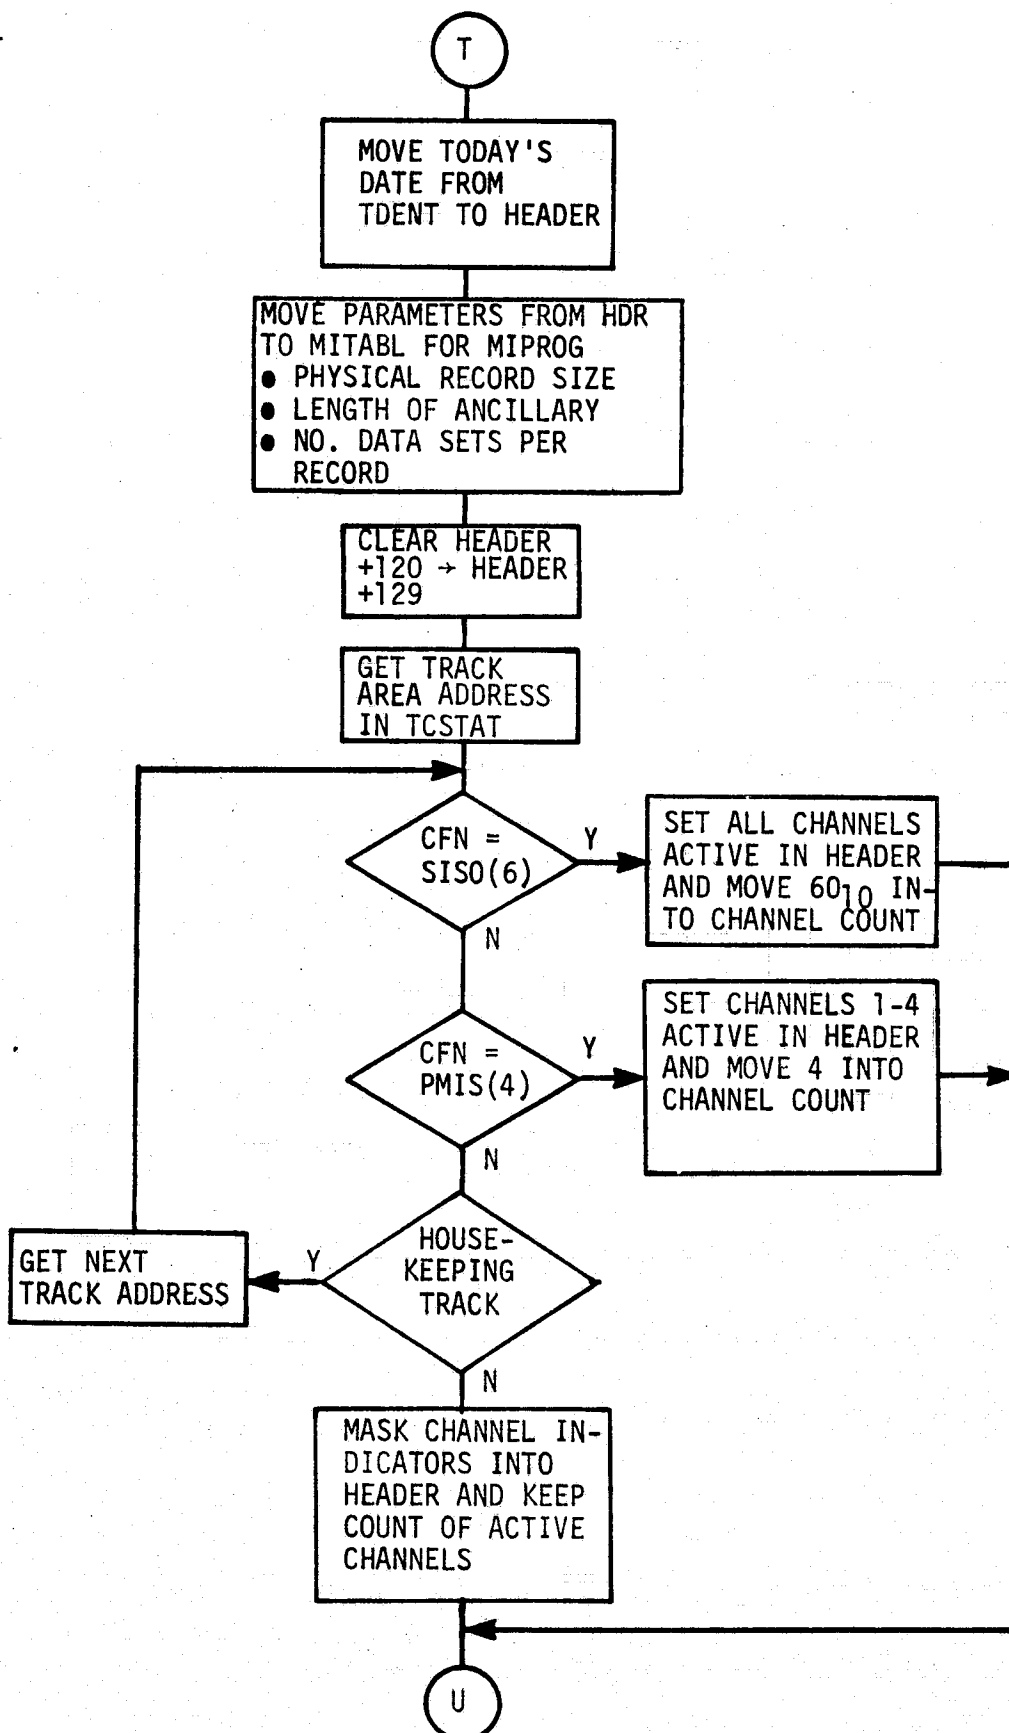 T
MOVE TODAY'S
DATE FROM
TDENT TO HEADER
MOVE PARAMETERS FROM HDR
TO MITABL FOR MIPROG
● PHYSICAL RECORD SIZE
● LENGTH OF ANCILLARY
● NO. DATA SETS PER
RECORD
CLEAR HEADER
+120 → HEADER
+129
GET TRACK
AREA ADDRESS
IN TCSTAT
CFN =
SISO(6)
Y
N
SET ALL CHANNELS
ACTIVE IN HEADER
AND MOVE 60₁₀ IN-
TO CHANNEL COUNT
CFN =
PMIS(4)
Y
N
SET CHANNELS 1-4
ACTIVE IN HEADER
AND MOVE 4 INTO
CHANNEL COUNT
HOUSE-
KEEPING
TRACK
Y
N
GET NEXT
TRACK ADDRESS
MASK CHANNEL IN-
DICATORS INTO
HEADER AND KEEP
COUNT OF ACTIVE
CHANNELS
U